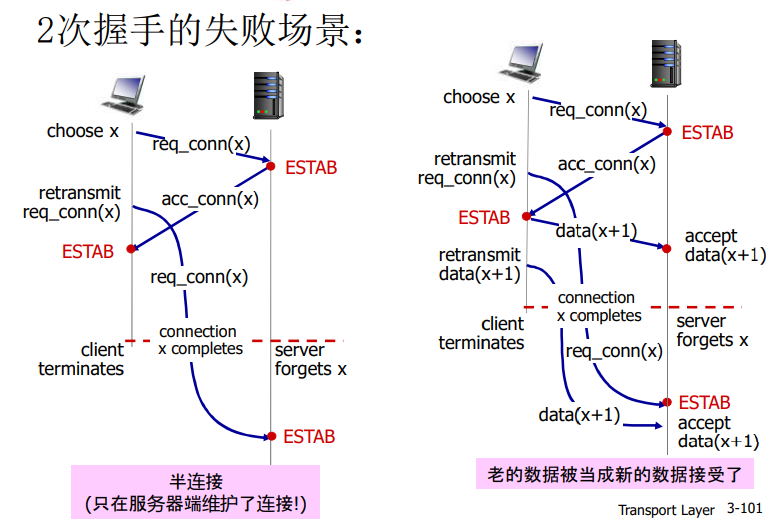 2次握手的失败场景：
choose x
req_conn(x)
ESTAB
retransmit
req_conn(x)
acc_conn(x)
ESTAB
req_conn(x)
connection
x completes
client
terminates
server
forgets x
ESTAB
半连接
(只在服务器端维护了连接!)
choose x
req_conn(x)
ESTAB
retransmit
req_conn(x)
acc_conn(x)
ESTAB
data(x+1)
accept
data(x+1)
retransmit
data(x+1)
connection
x completes
client
terminates
server
forgets x
req_conn(x)
ESTAB
data(x+1)
accept
data(x+1)
老的数据被当成新的数据接受了
Transport Layer 3-101